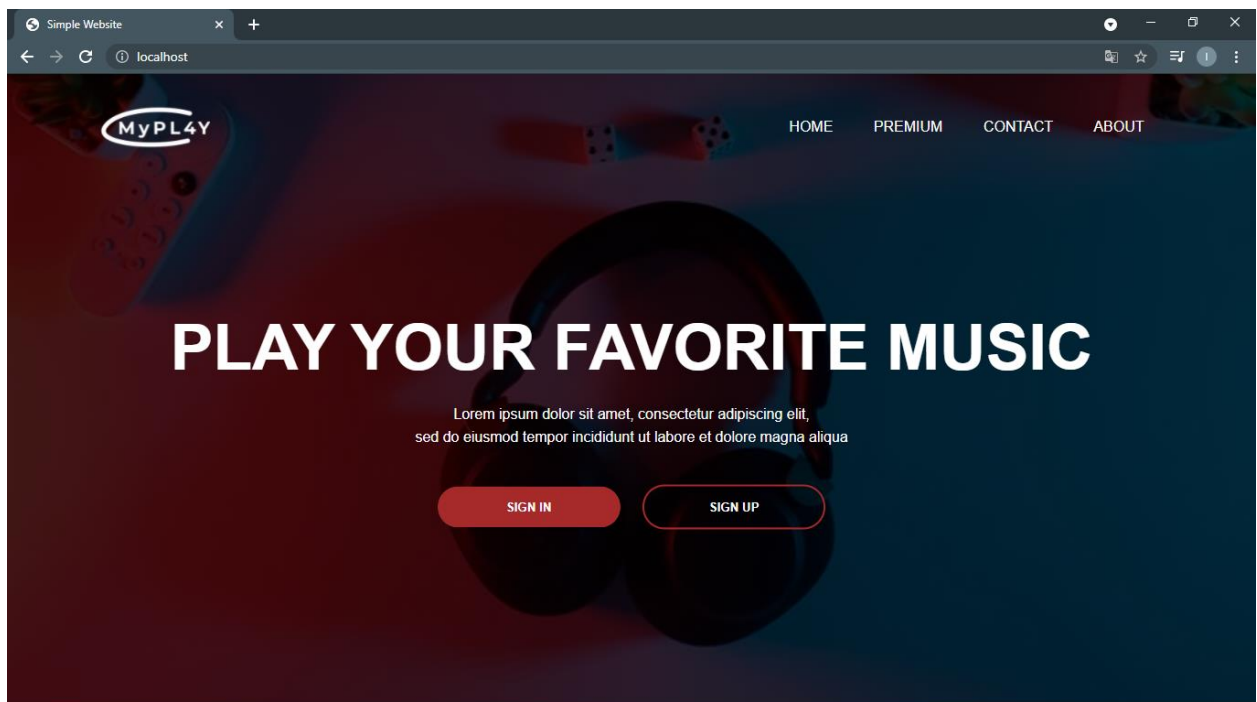 Simple Website
localhost
I
MyPL4Y
HOME PREMIUM CONTACT ABOUT
PLAY YOUR FAVORITE MUSIC
Lorem ipsum dolor sit amet, consectetur adipiscing elit,
sed do eiusmod tempor incididunt ut labore et dolore magna aliqua
SIGN IN SIGN UP